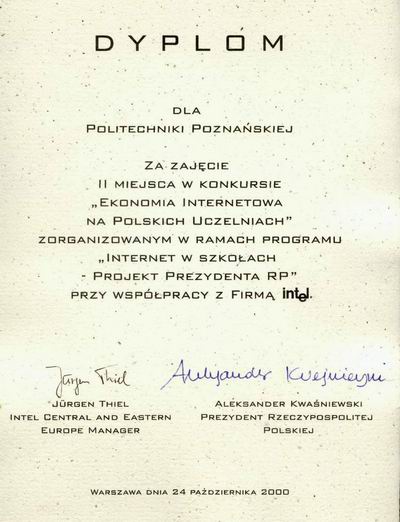 DYPLOM
DLA
POLITECHNIKI POZNAŃSKIEJ
ZA ZAJĘCIE
II MIEJSCA W KONKURSIE
„EKONOMIA INTERNETOWA
NA POLSKICH UCZELNIACH”
ZORGANIZOWANYM W RAMACH PROGRAMU
„INTERNET W SZKOŁACH
- PROJEKT PREZYDENTA RP”
PRZY WSPÓŁPRACY Z FIRMĄ intel.
Jürgen Thiel Aleksander Kwaśniewski
JÜRGEN THIEL ALEKSANDER KWAŚNIEWSKI
INTEL CENTRAL AND EASTERN PREZYDENT RZECZYPOSPOLITEJ
EUROPE MANAGER POLSKIEJ
WARSZAWA DNIA 24 PAŹDZIERNIKA 2000